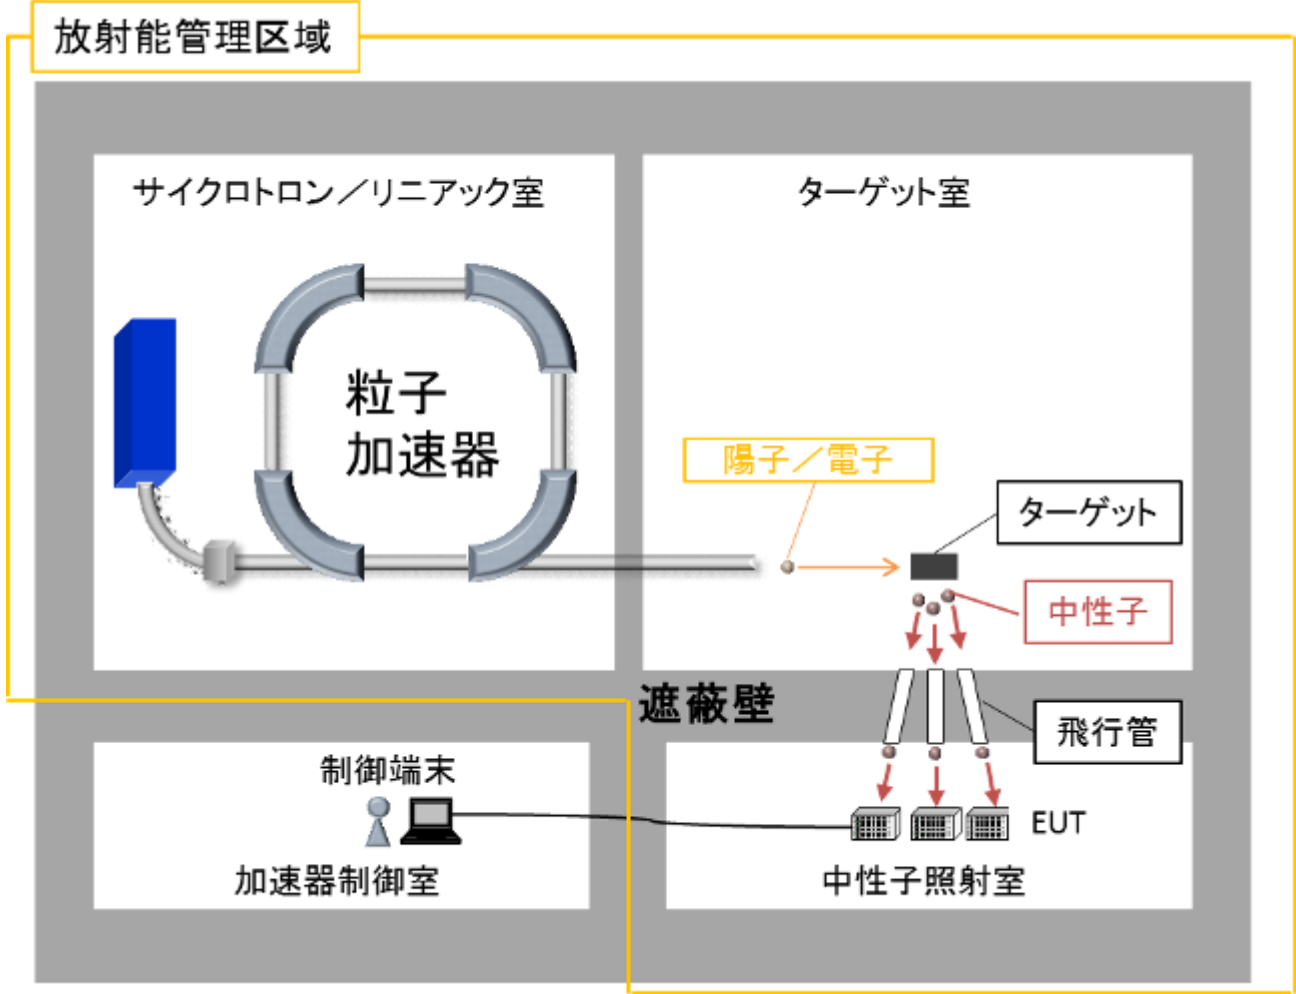 放射能管理区域
サイクロトロン／リニアック室
ターゲット室
粒子
加速器
陽子／電子
ターゲット
中性子
遮蔽壁
飛行管
制御端末
EUT
加速器制御室
中性子照射室